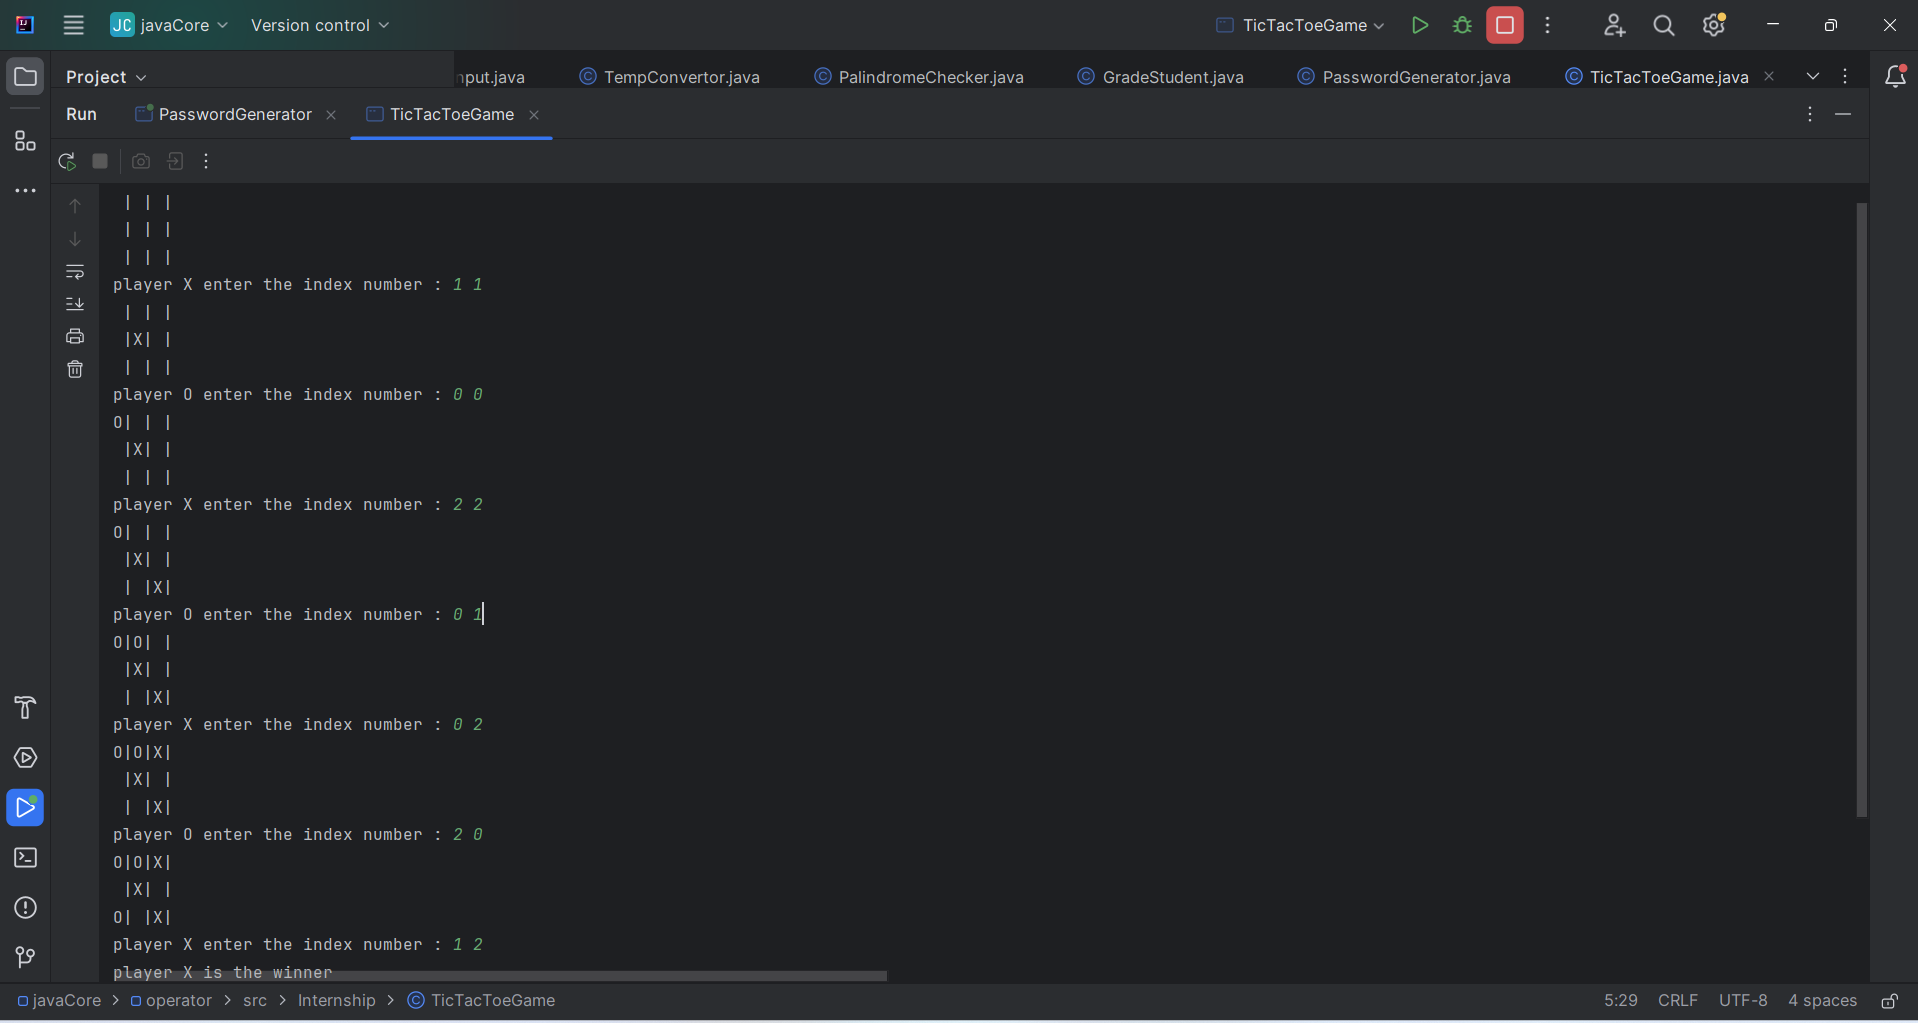 JC javaCore Version control TicTacToeGame
Project nput.java TempConvertor.java PalindromeChecker.java GradeStudent.java PasswordGenerator.java TicTacToeGame.java
Run PasswordGenerator TicTacToeGame
| | |
| | |
| | |
player X enter the index number : 1 1
| | |
|X| |
| | |
player O enter the index number : 0 0
O| | |
|X| |
| | |
player X enter the index number : 2 2
O| | |
|X| |
| |X|
player O enter the index number : 0 1
O|O| |
|X| |
| |X|
player X enter the index number : 0 2
O|O|X|
|X| |
| |X|
player O enter the index number : 2 0
O|O|X|
|X| |
O| |X|
player X enter the index number : 1 2
player X is the winner
javaCore > operator > src > Internship > TicTacToeGame 5:29 CRLF UTF-8 4 spaces